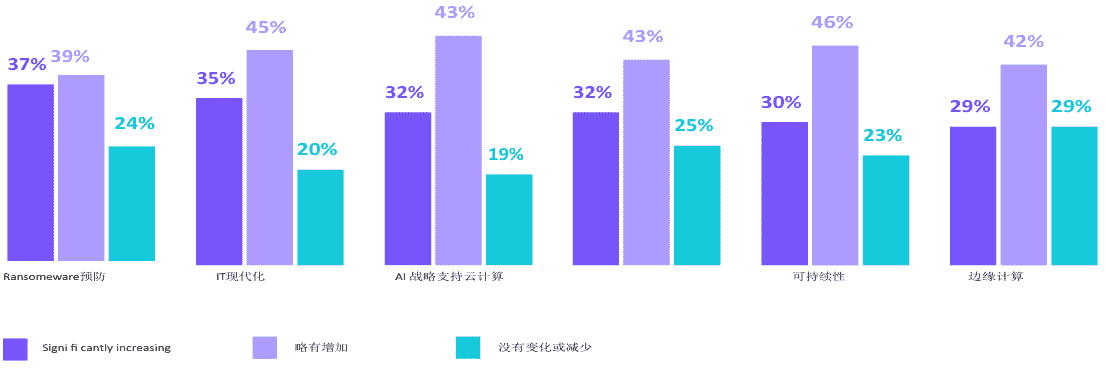 37% 39% 24%
35% 45% 20%
32% 43% 19%
32% 43% 25%
30% 46% 23%
29% 42% 29%
Ransomeware预防
IT现代化
AI 战略支持云计算
可持续性
边缘计算
Signi fi cantly increasing
略有增加
没有变化或减少